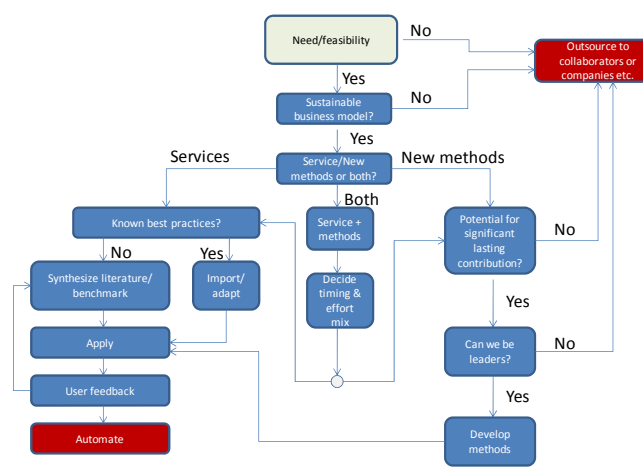 Need/feasibility
No
Outsource to
collaborators or
companies etc.
Yes
Sustainable
business model?
No
Yes
Services
Service/New
methods or both?
New methods
Both
Known best practices?
Service +
methods
Potential for
significant
lasting
contribution?
No
No
Yes
Synthesize literature/
benchmark
Import/
adapt
Decide
timing &
effort
mix
Yes
Apply
Can we be
leaders?
No
User feedback
Yes
Automate
Develop
methods